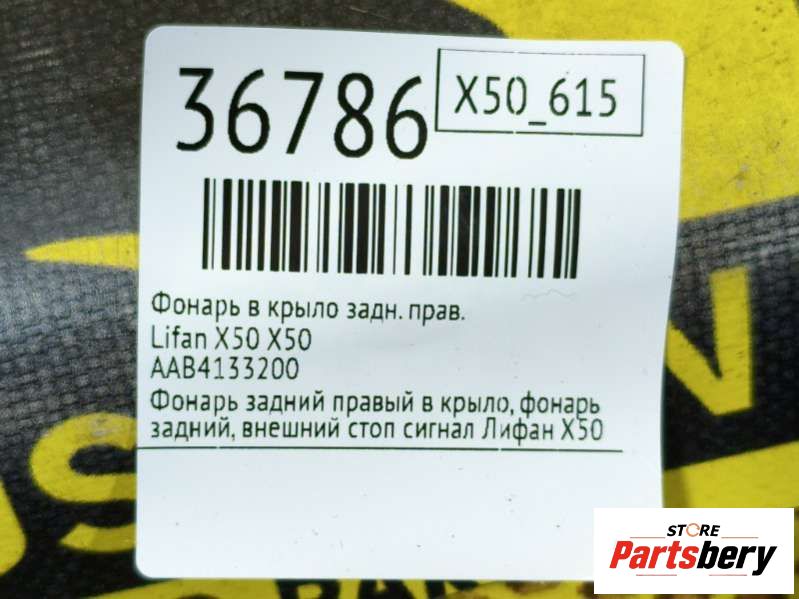 36786
X50_615
Фонарь в крыло задн. прав.
Lifan X50 X50
AAB4133200
Фонарь задний правый в крыло, фонарь
задний, внешний стоп сигнал Лифан X50
STORE
Partsbery